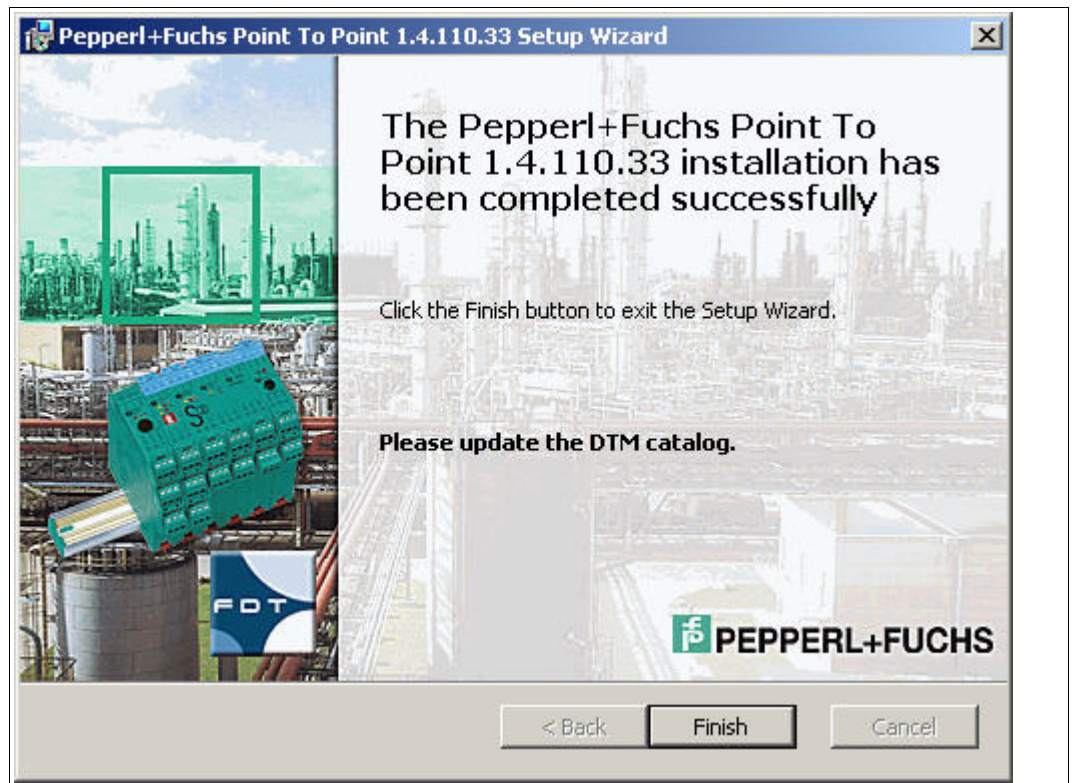 Pepperl+Fuchs Point To Point 1.4.110.33 Setup Wizard
The Pepperl+Fuchs Point To
Point 1.4.110.33 installation has
been completed successfully
Click the Finish button to exit the Setup Wizard.
Please update the DTM catalog.
FDT
PEPPERL+FUCHS
< Back
Finish
Cancel